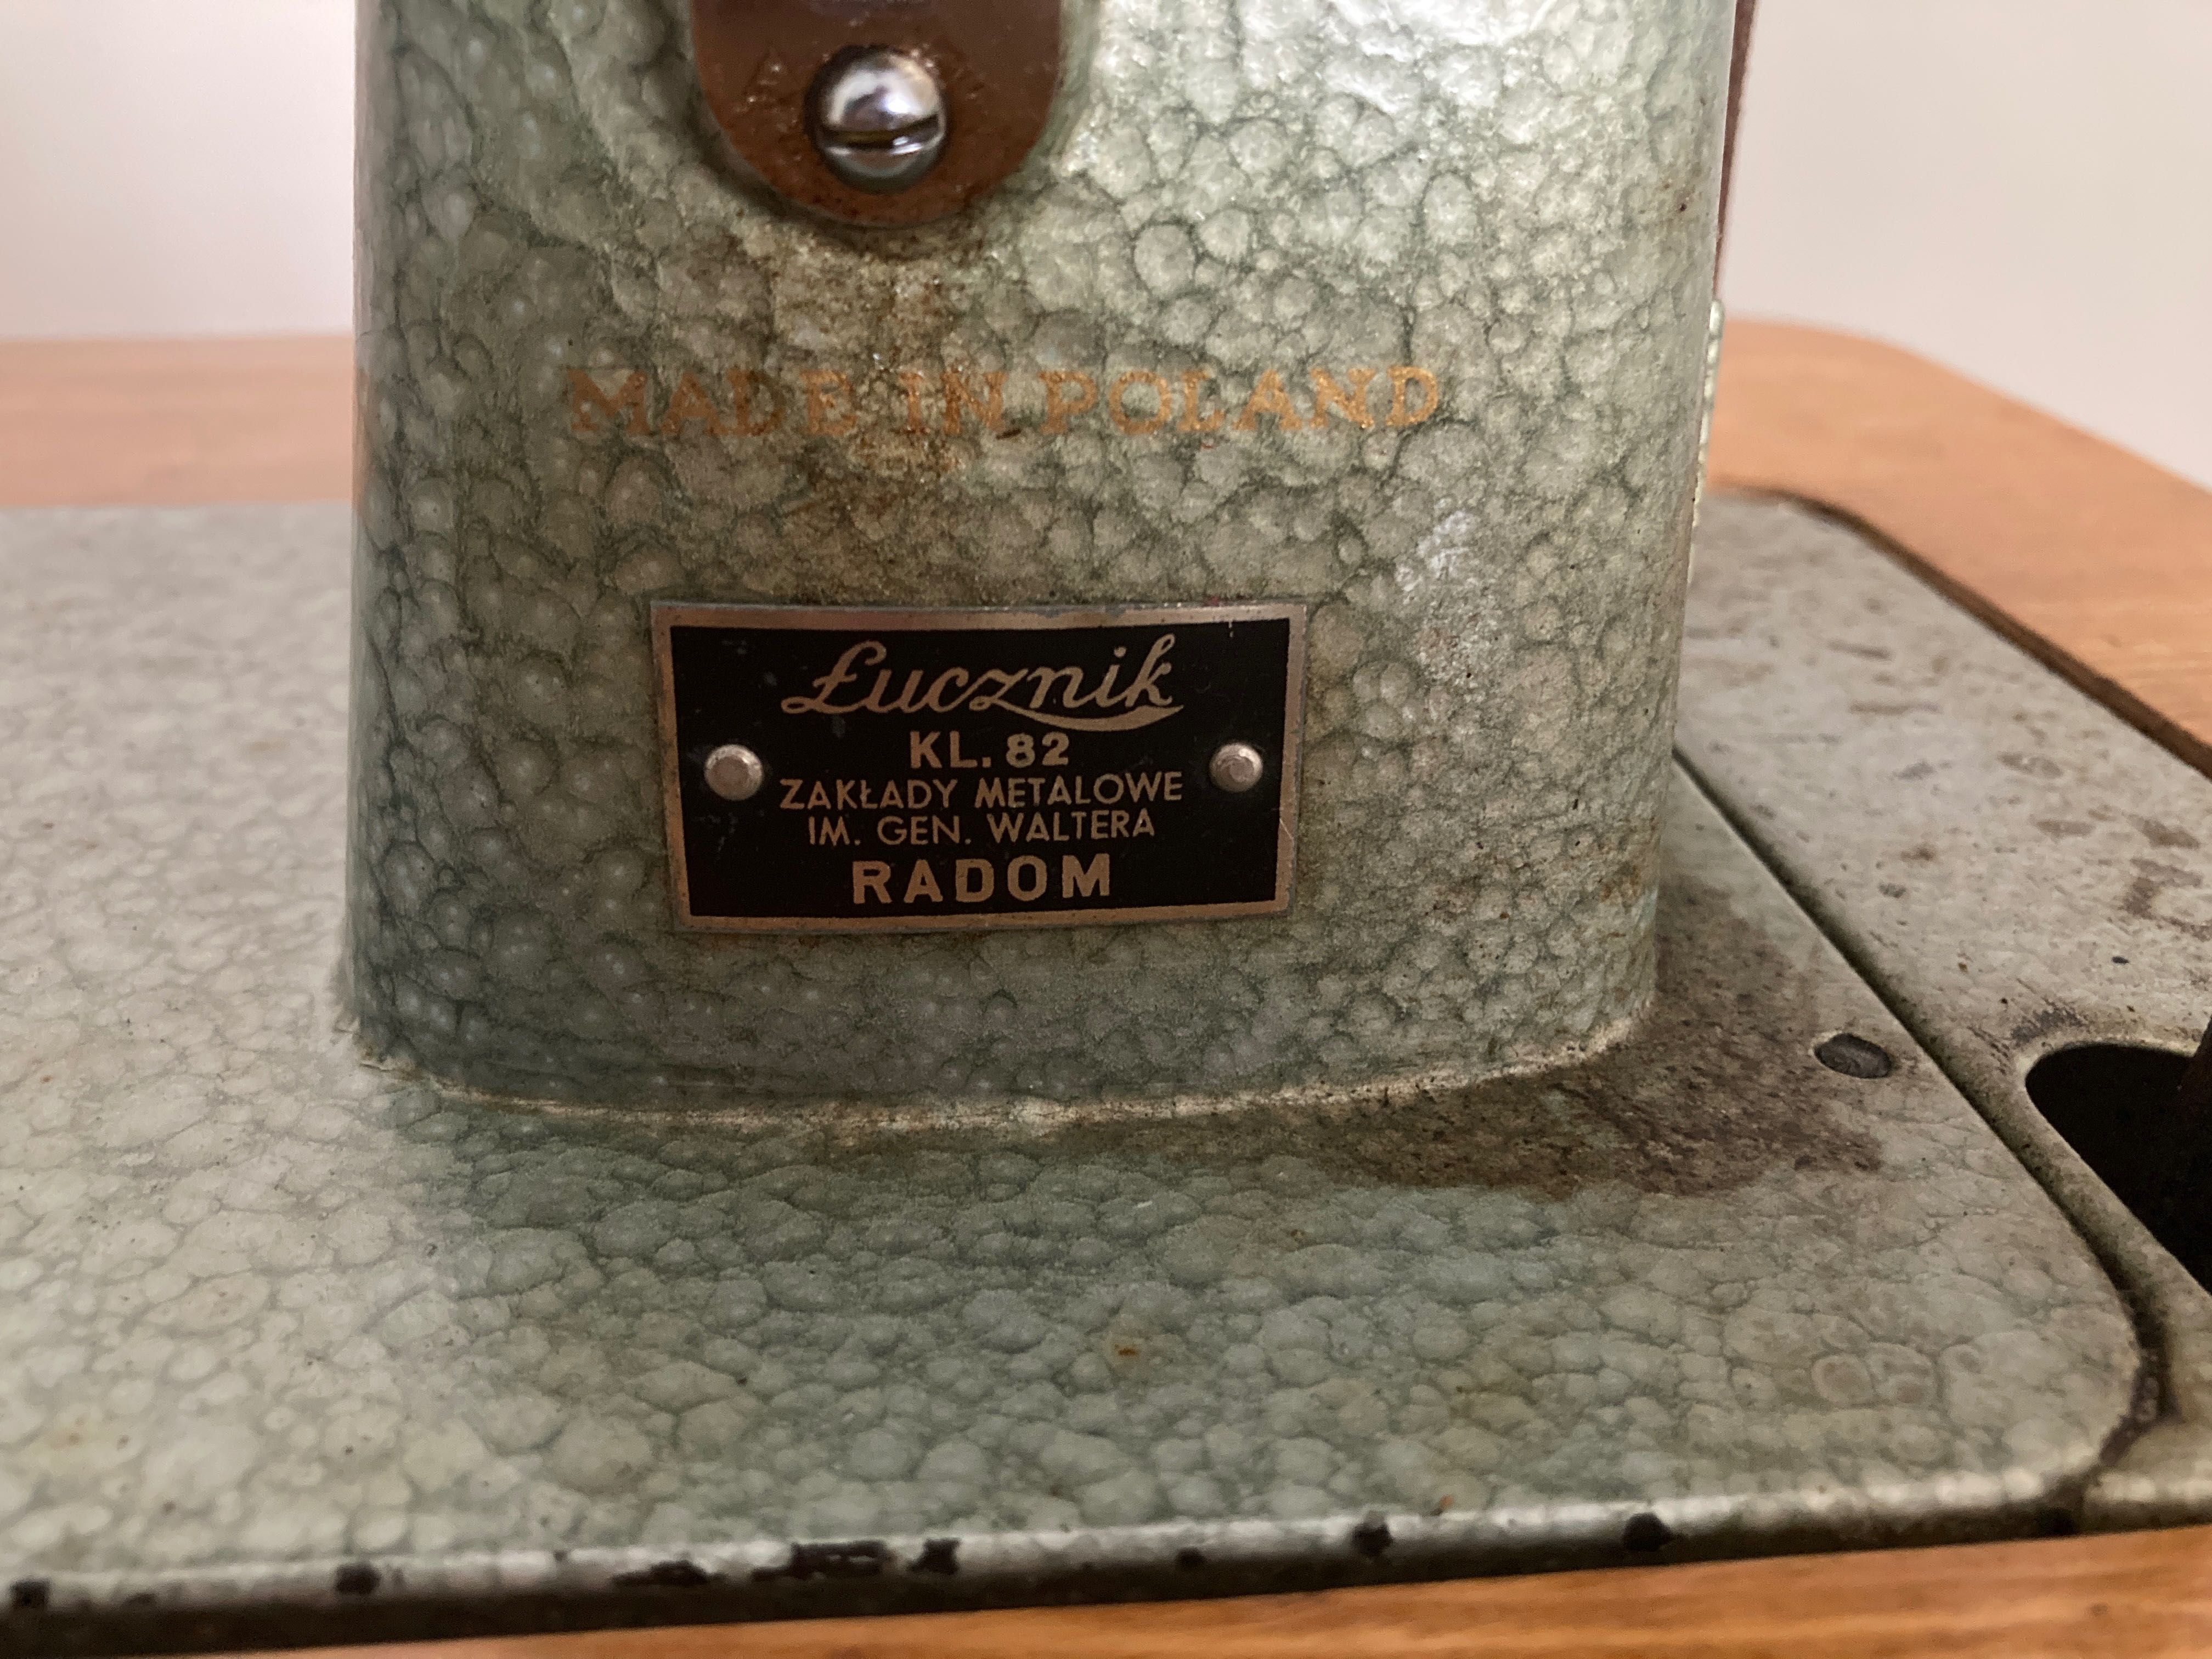 MADE IN POLAND
Łucznik
KL. 82
ZAKŁADY METALOWE
IM. GEN. WALTERA
RADOM